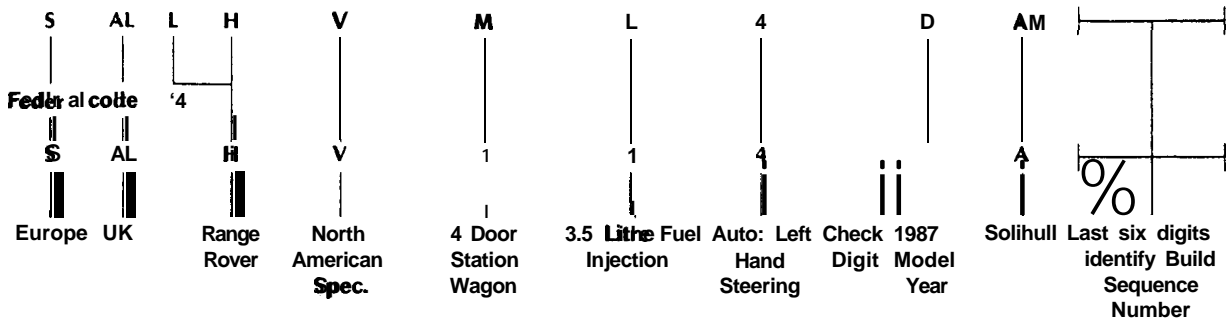 S AL L H V M L 4 D AM
Federal code '4
S AL H V 1 1 4 A
%
Europe UK Range North 4 Door 3.5 Litre Fuel Auto: Left Check 1987 Solihull Last six digits
Rover American Station Injection Hand Digit Model identify Build
Spec. Wagon Steering Year Sequence
Number